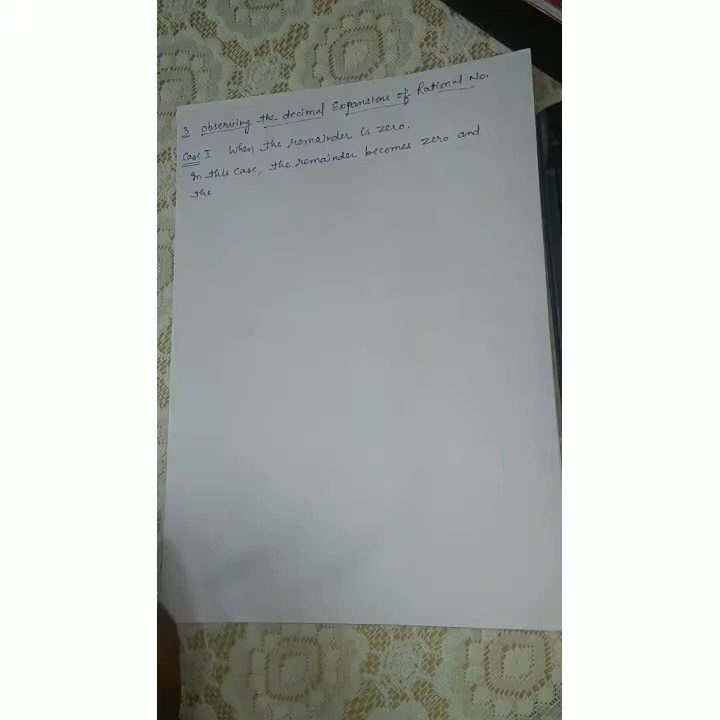 3 observing the decimal Expansions of Rational No.
Case I When the remainder is zero.
In this case, the remainder becomes zero and
the